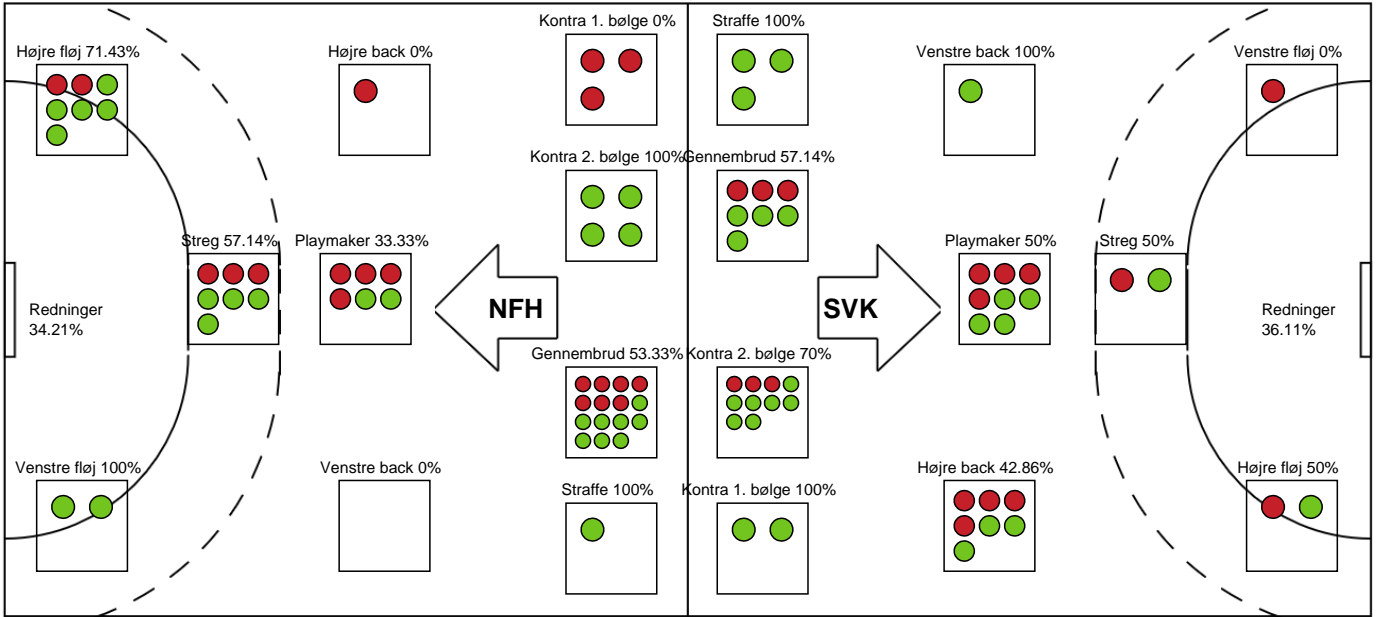 Kontra 1. bølge 0%
Straffe 100%
Højre fløj 71.43%
Højre back 0%
Venstre back 100%
Venstre fløj 0%
Kontra 2. bølge 100%
Gennembrud 57.14%
Streg 57.14%
Playmaker 33.33%
Playmaker 50%
Streg 50%
Redninger
34.21%
NFH
SVK
Redninger
36.11%
Gennembrud 53.33%
Kontra 2. bølge 70%
Venstre fløj 100%
Venstre back 0%
Straffe 100%
Kontra 1. bølge 100%
Højre back 42.86%
Højre fløj 50%